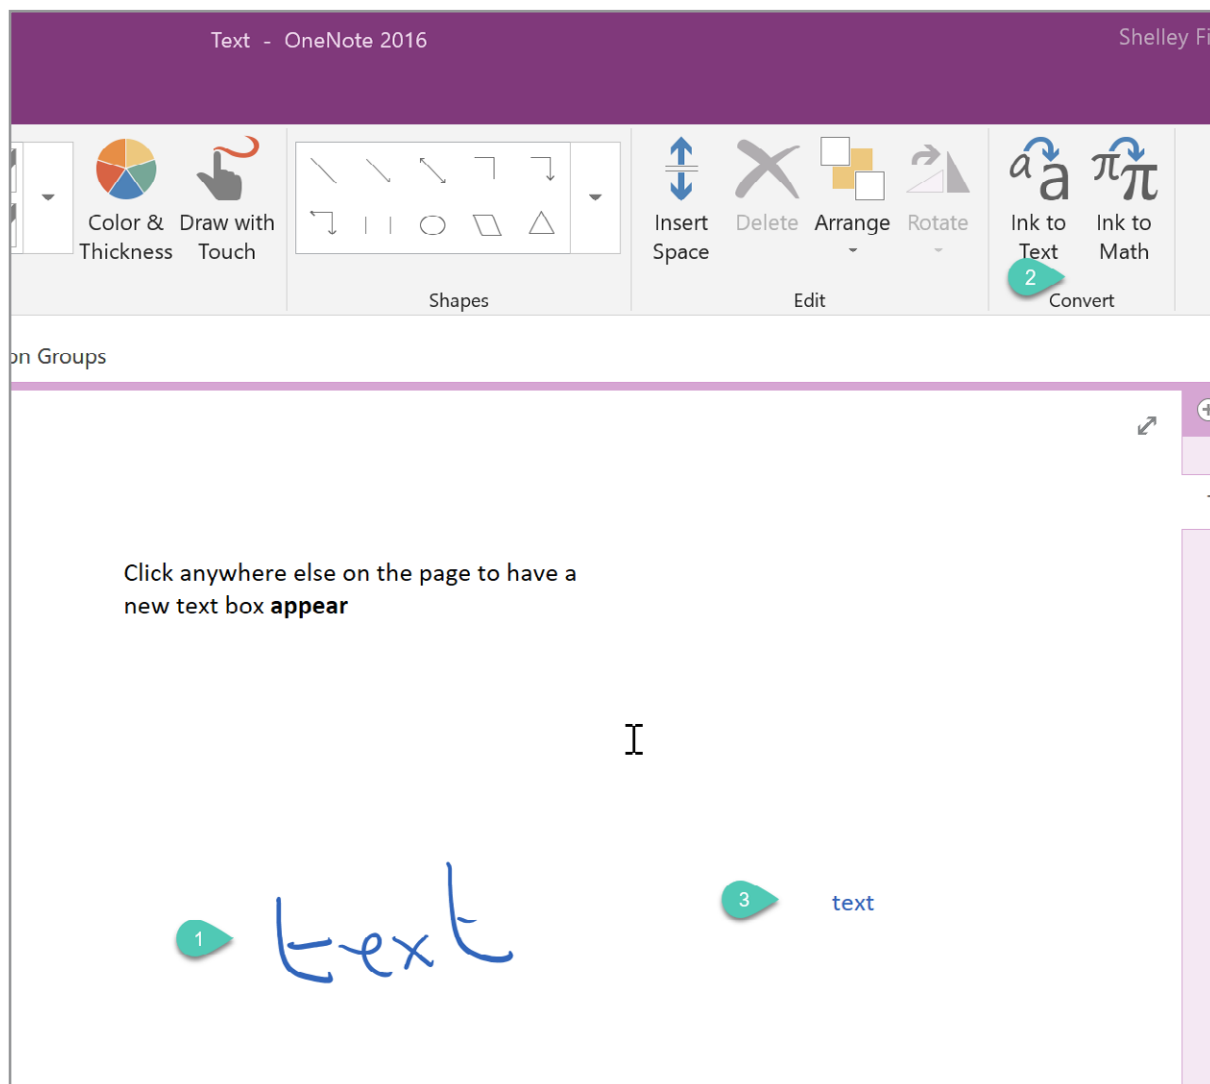 Text - OneNote 2016
Shelley Fi
Color & Thickness
Draw with Touch
Insert Space
Delete
Arrange
Rotate
Ink to Text
Ink to Math
2
Shapes
Edit
Convert
on Groups
Click anywhere else on the page to have a
new text box appear
1
text
3
text